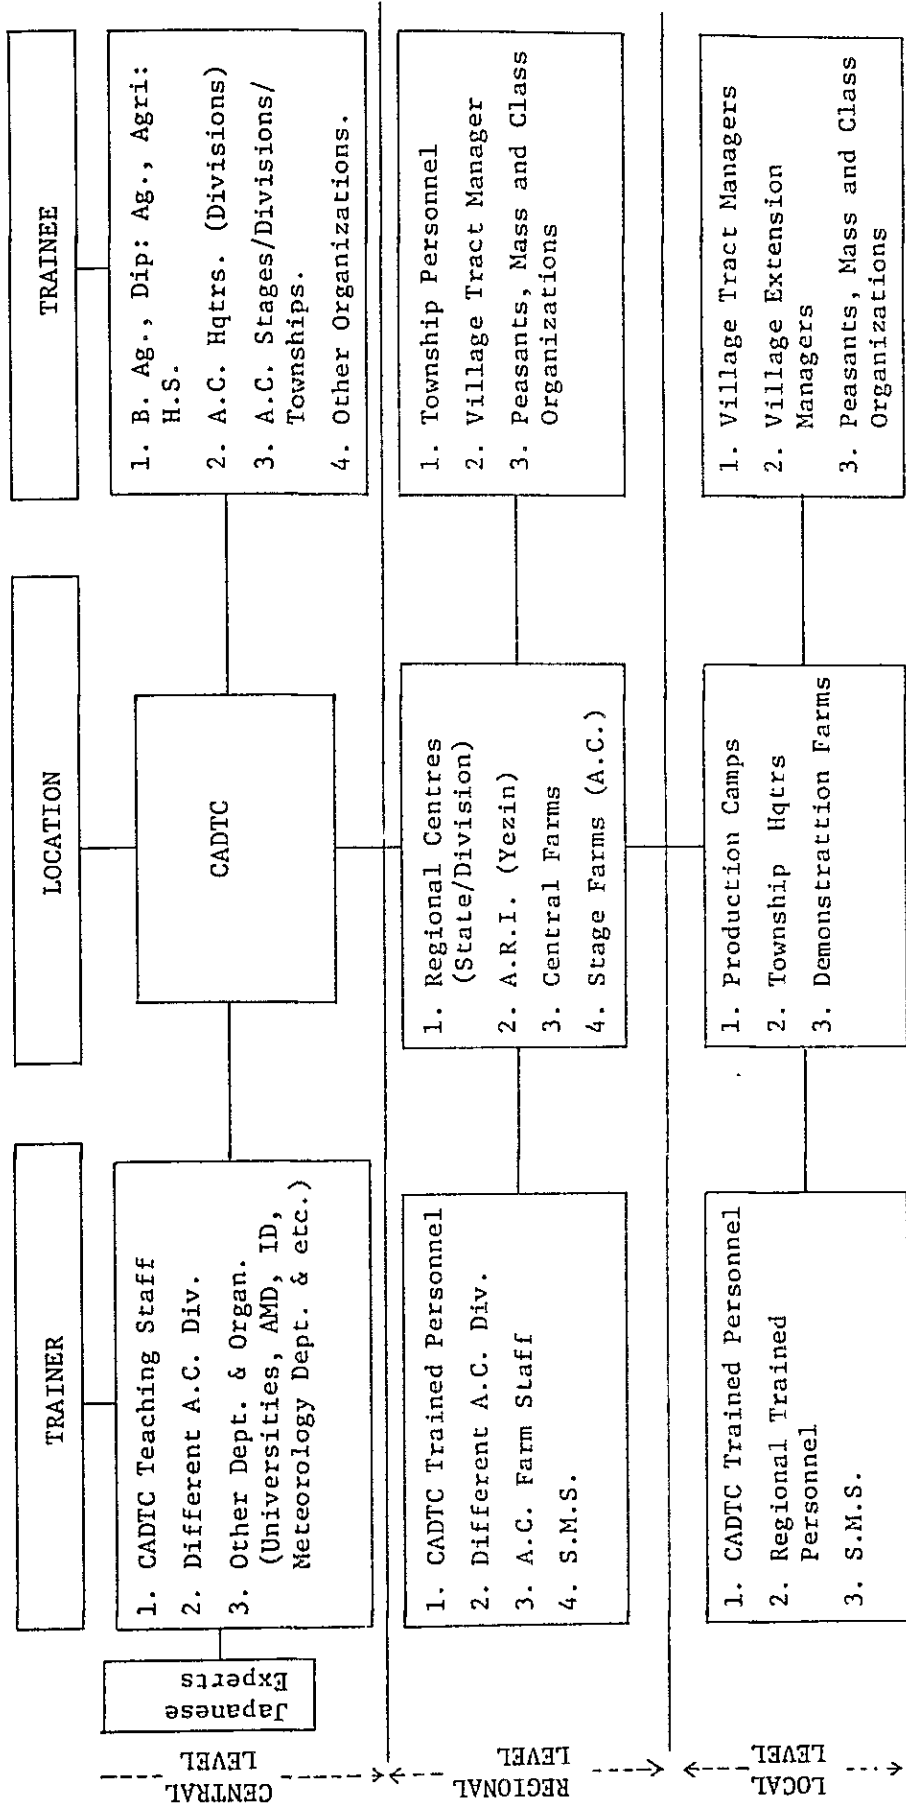 TRAINER
LOCATION
TRAINEE
CENTRAL
LEVEL
Japanese
Experts
1. CADTC Teaching Staff
2. Different A.C. Div.
3. Other Dept. & Organ.
(Universities, AMD, ID,
Meteorology Dept. & etc.)
CADTC
1. B. Ag., Dip: Ag., Agri:
H.S.
2. A.C. Hqtrs. (Divisions)
3. A.C. Stages/Divisions/
Townships.
4. Other Organizations.
REGIONAL
LEVEL
1. CADTC Trained Personnel
2. Different A.C. Div.
3. A.C. Farm Staff
4. S.M.S.
1. Regional Centres
(State/Division)
2. A.R.I. (Yezin)
3. Central Farms
4. Stage Farms (A.C.)
1. Township Personnel
2. Village Tract Manager
3. Peasants, Mass and Class
Organizations
LOCAL
LEVEL
1. CADTC Trained Personnel
2. Regional Trained
Personnel
3. S.M.S.
1. Production Camps
2. Township Hqtrs
3. Demonstrattion Farms
1. Village Tract Managers
2. Village Extension
Managers
3. Peasants, Mass and Class
Organizations